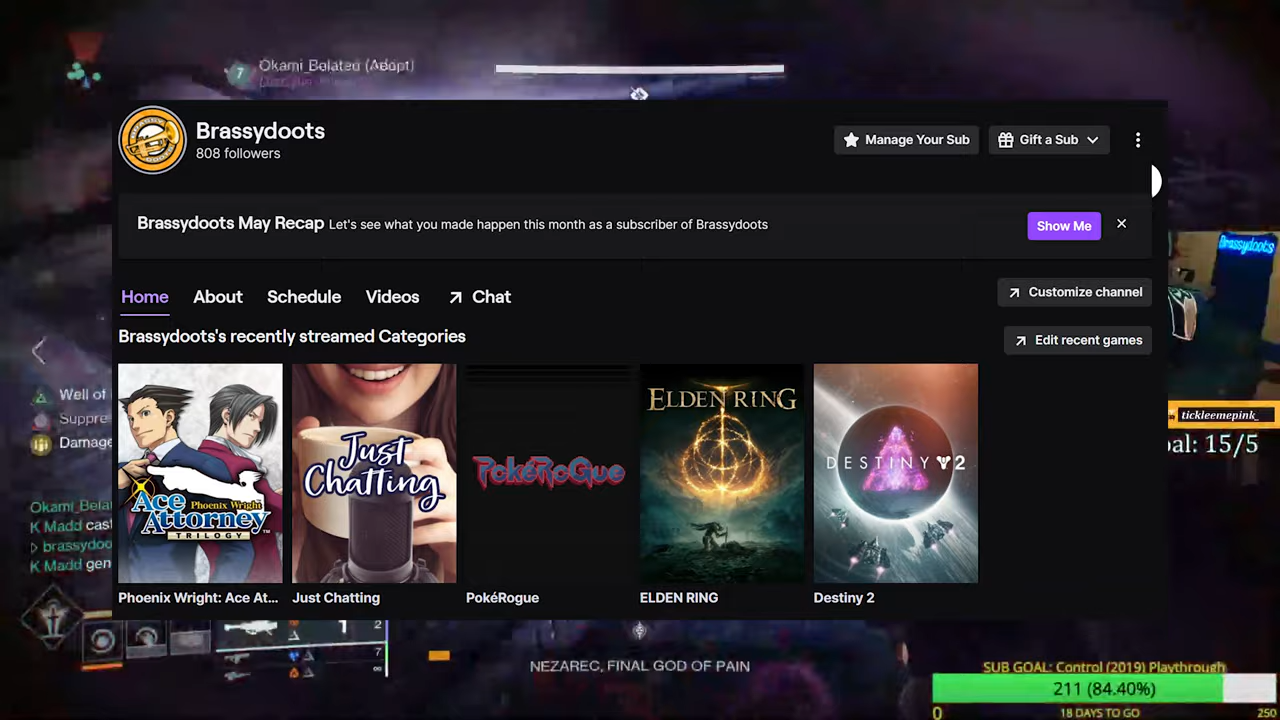 7
Okami_Belated (Adept)
Brassydoots
808 followers
Manage Your Sub
Gift a Sub
Brassydoots May Recap Let's see what you made happen this month as a subscriber of Brassydoots
Show Me
Brassydoots
Home
About
Schedule
Videos
Chat
Customize channel
Brassydoots's recently streamed Categories
Edit recent games
Well of
Suppre
Damage
ELDEN RING
Just
Chatting
PokéRoGue
DESTINY 2
Phoenix Wright
Ace
Attorney
TRILOGY
tickleemepink_
oal: 15/5
Okami_Belat
K Madd cast
brassydoo
K Madd gen
Phoenix Wright: Ace At...
Just Chatting
PokéRogue
ELDEN RING
Destiny 2
1
2
7
∞
NEZAREC, FINAL GOD OF PAIN
SUB GOAL: Control (2019) Playthrough
211 (84.40%)
0
18 DAYS TO GO
250